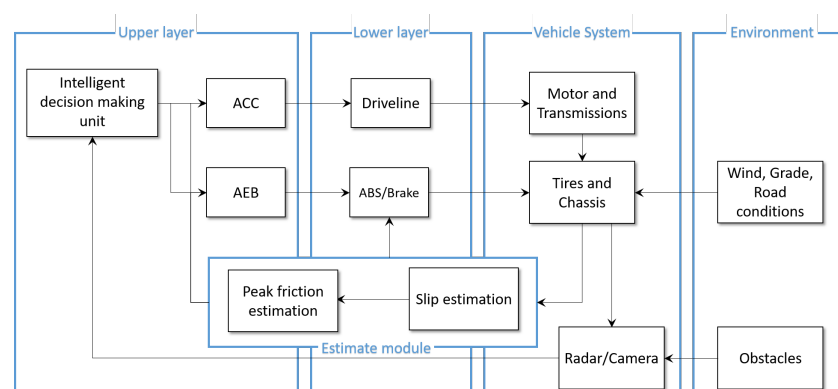 Upper layer
Lower layer
Vehicle System
Environment
Intelligent
decision making
unit
ACC
Driveline
Motor and
Transmissions
AEB
ABS/Brake
Tires and
Chassis
Wind, Grade,
Road
conditions
Peak friction
estimation
Slip estimation
Estimate module
Radar/Camera
Obstacles